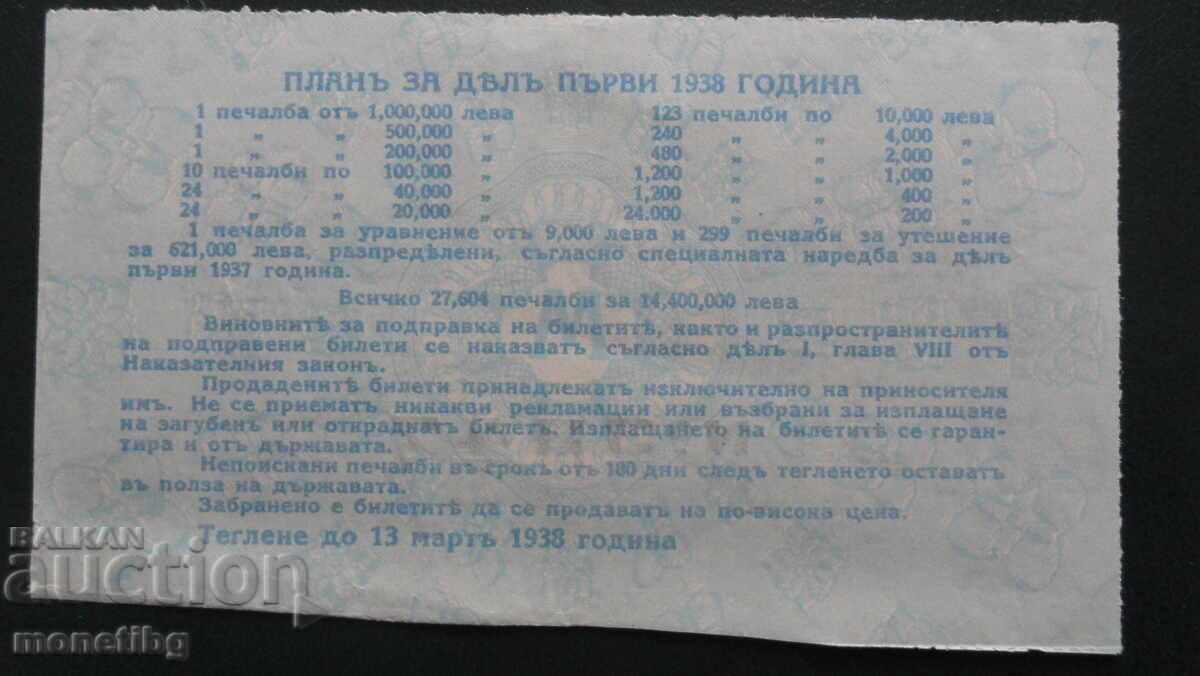 ПЛАНЪ ЗА ДѢЛЪ ПЪРВИ 1938 ГОДИНА
1 печалба отъ 1,000,000 лева 123 печалби по 10,000 лева
1 „ „ 500,000 „ 240 „ „ 4,000 „
1 „ „ 200,000 „ 480 „ „ 2,000 „
10 печалби по 100,000 „ 1,200 „ „ 1,000 „
24 „ „ 40,000 „ 1,200 „ „ 400 „
24 „ „ 20,000 „ 24.000 „ „ 200 „
1 печалба за уравнение отъ 9,000 лева и 299 печалби за утешение
за 621,000 лева, разпредѣлени, съгласно специалната наредба за дѣлъ
първи 1937 година.
Всичко 27,604 печалби за 14,400,000 лева
Виновнитѣ за подправка на билетитѣ, както и разпространителитѣ
на подправени билети се наказватъ съгласно дѣлъ I, глава VIII отъ
Наказателния законъ.
Продаденитѣ билети принадлежатъ изключително на приносителя
имъ. Не се приематъ никакви рекламации или възбрани за изплащане
на загубенъ или откраднатъ билетъ. Изплащането на билетитѣ се гаран-
тира и отъ държавата.
Непоискани печалби въ срокъ отъ 180 дни следъ тегленето оставатъ
въ полза на държавата.
Забранено е билетитѣ да се продаватъ на по-висока цена.
Теглене до 13 мартъ 1938 година
BALKAN
auction
monetibg